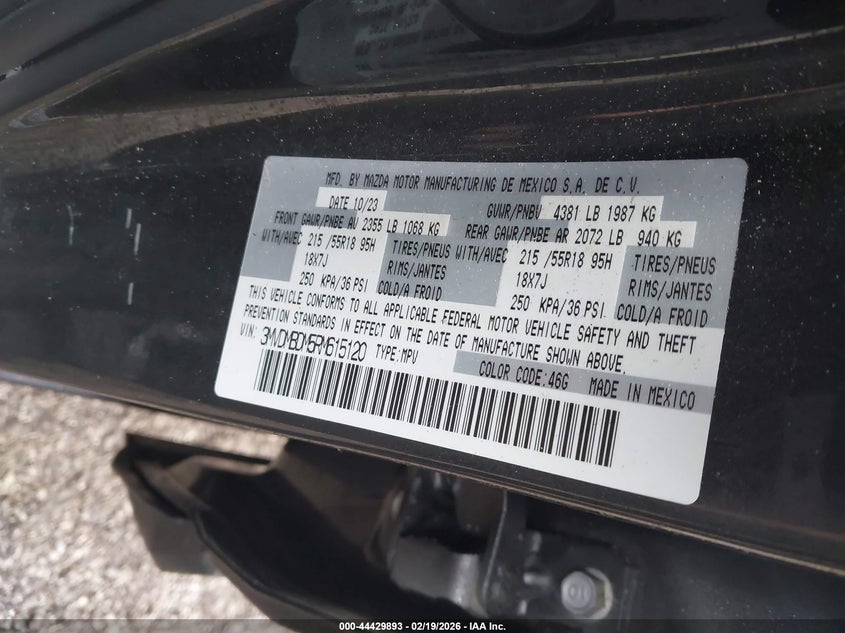 MFD. BY MAZDA MOTOR MANUFACTURING DE MEXICO S.A. DE C.V.
DATE 10/23 GVWR/PNBV 4381 LB 1987 KG
FRONT GAWR/PNBE AV 2355 LB 1068 KG REAR GAWR/PNBE AR 2072 LB 940 KG
WITH/AVEC 215 /55R18 95H TIRES/PNEUS WITH/AVEC 215 /55R18 95H TIRES/PNEUS
18X7J RIMS/JANTES 18X7J RIMS/JANTES
250 KPA/36 PSI COLD/A FROID 250 KPA/36 PSI COLD/A FROID
THIS VEHICLE CONFORMS TO ALL APPLICABLE FEDERAL MOTOR VEHICLE SAFETY AND THEFT
PREVENTION STANDARDS IN EFFECT ON THE DATE OF MANUFACTURE SHOWN ABOVE.
VIN: TYPE:MPV
COLOR CODE:46G MADE IN MEXICO
10
000-44429893 - 02/19/2026 - IAA Inc.